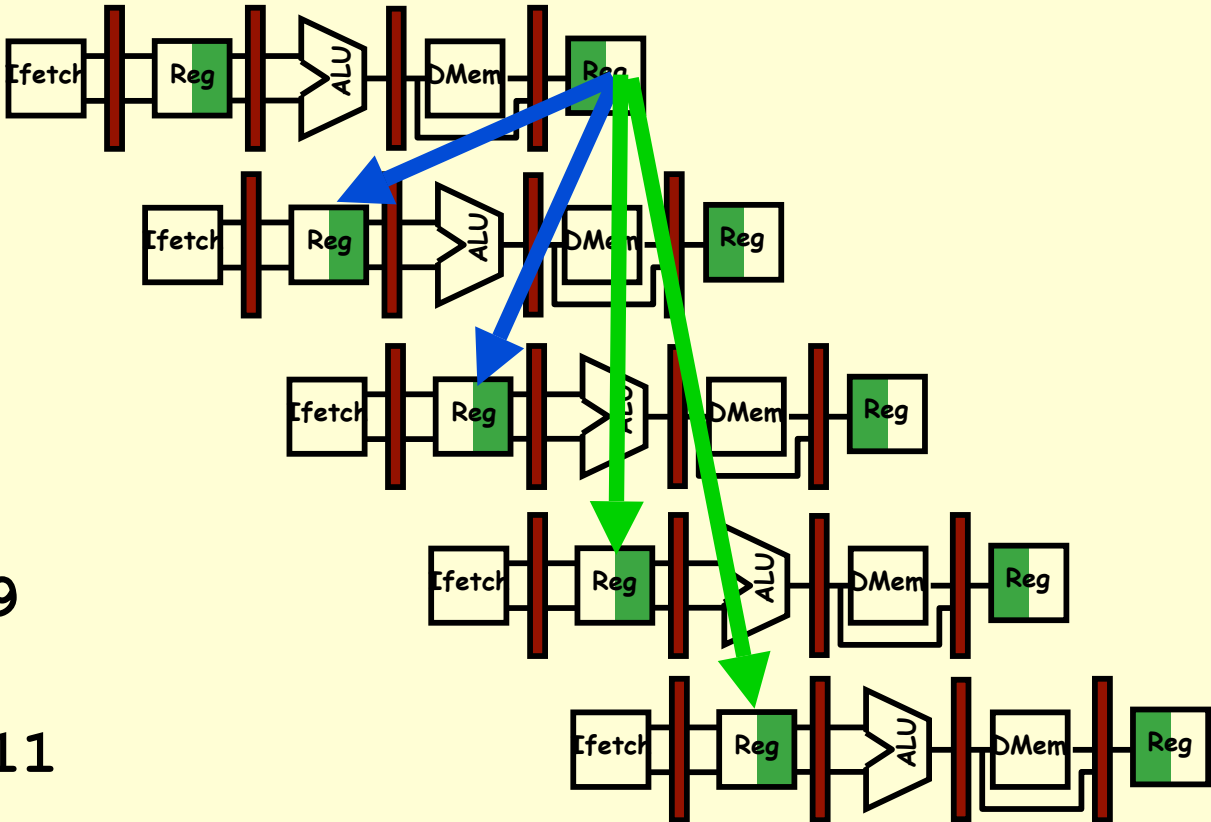 Ifetch Reg ALU DMem Reg
Ifetch Reg ALU DMem Reg
Ifetch Reg ALU DMem Reg
9 Ifetch Reg ALU DMem Reg
11 Ifetch Reg ALU DMem Reg